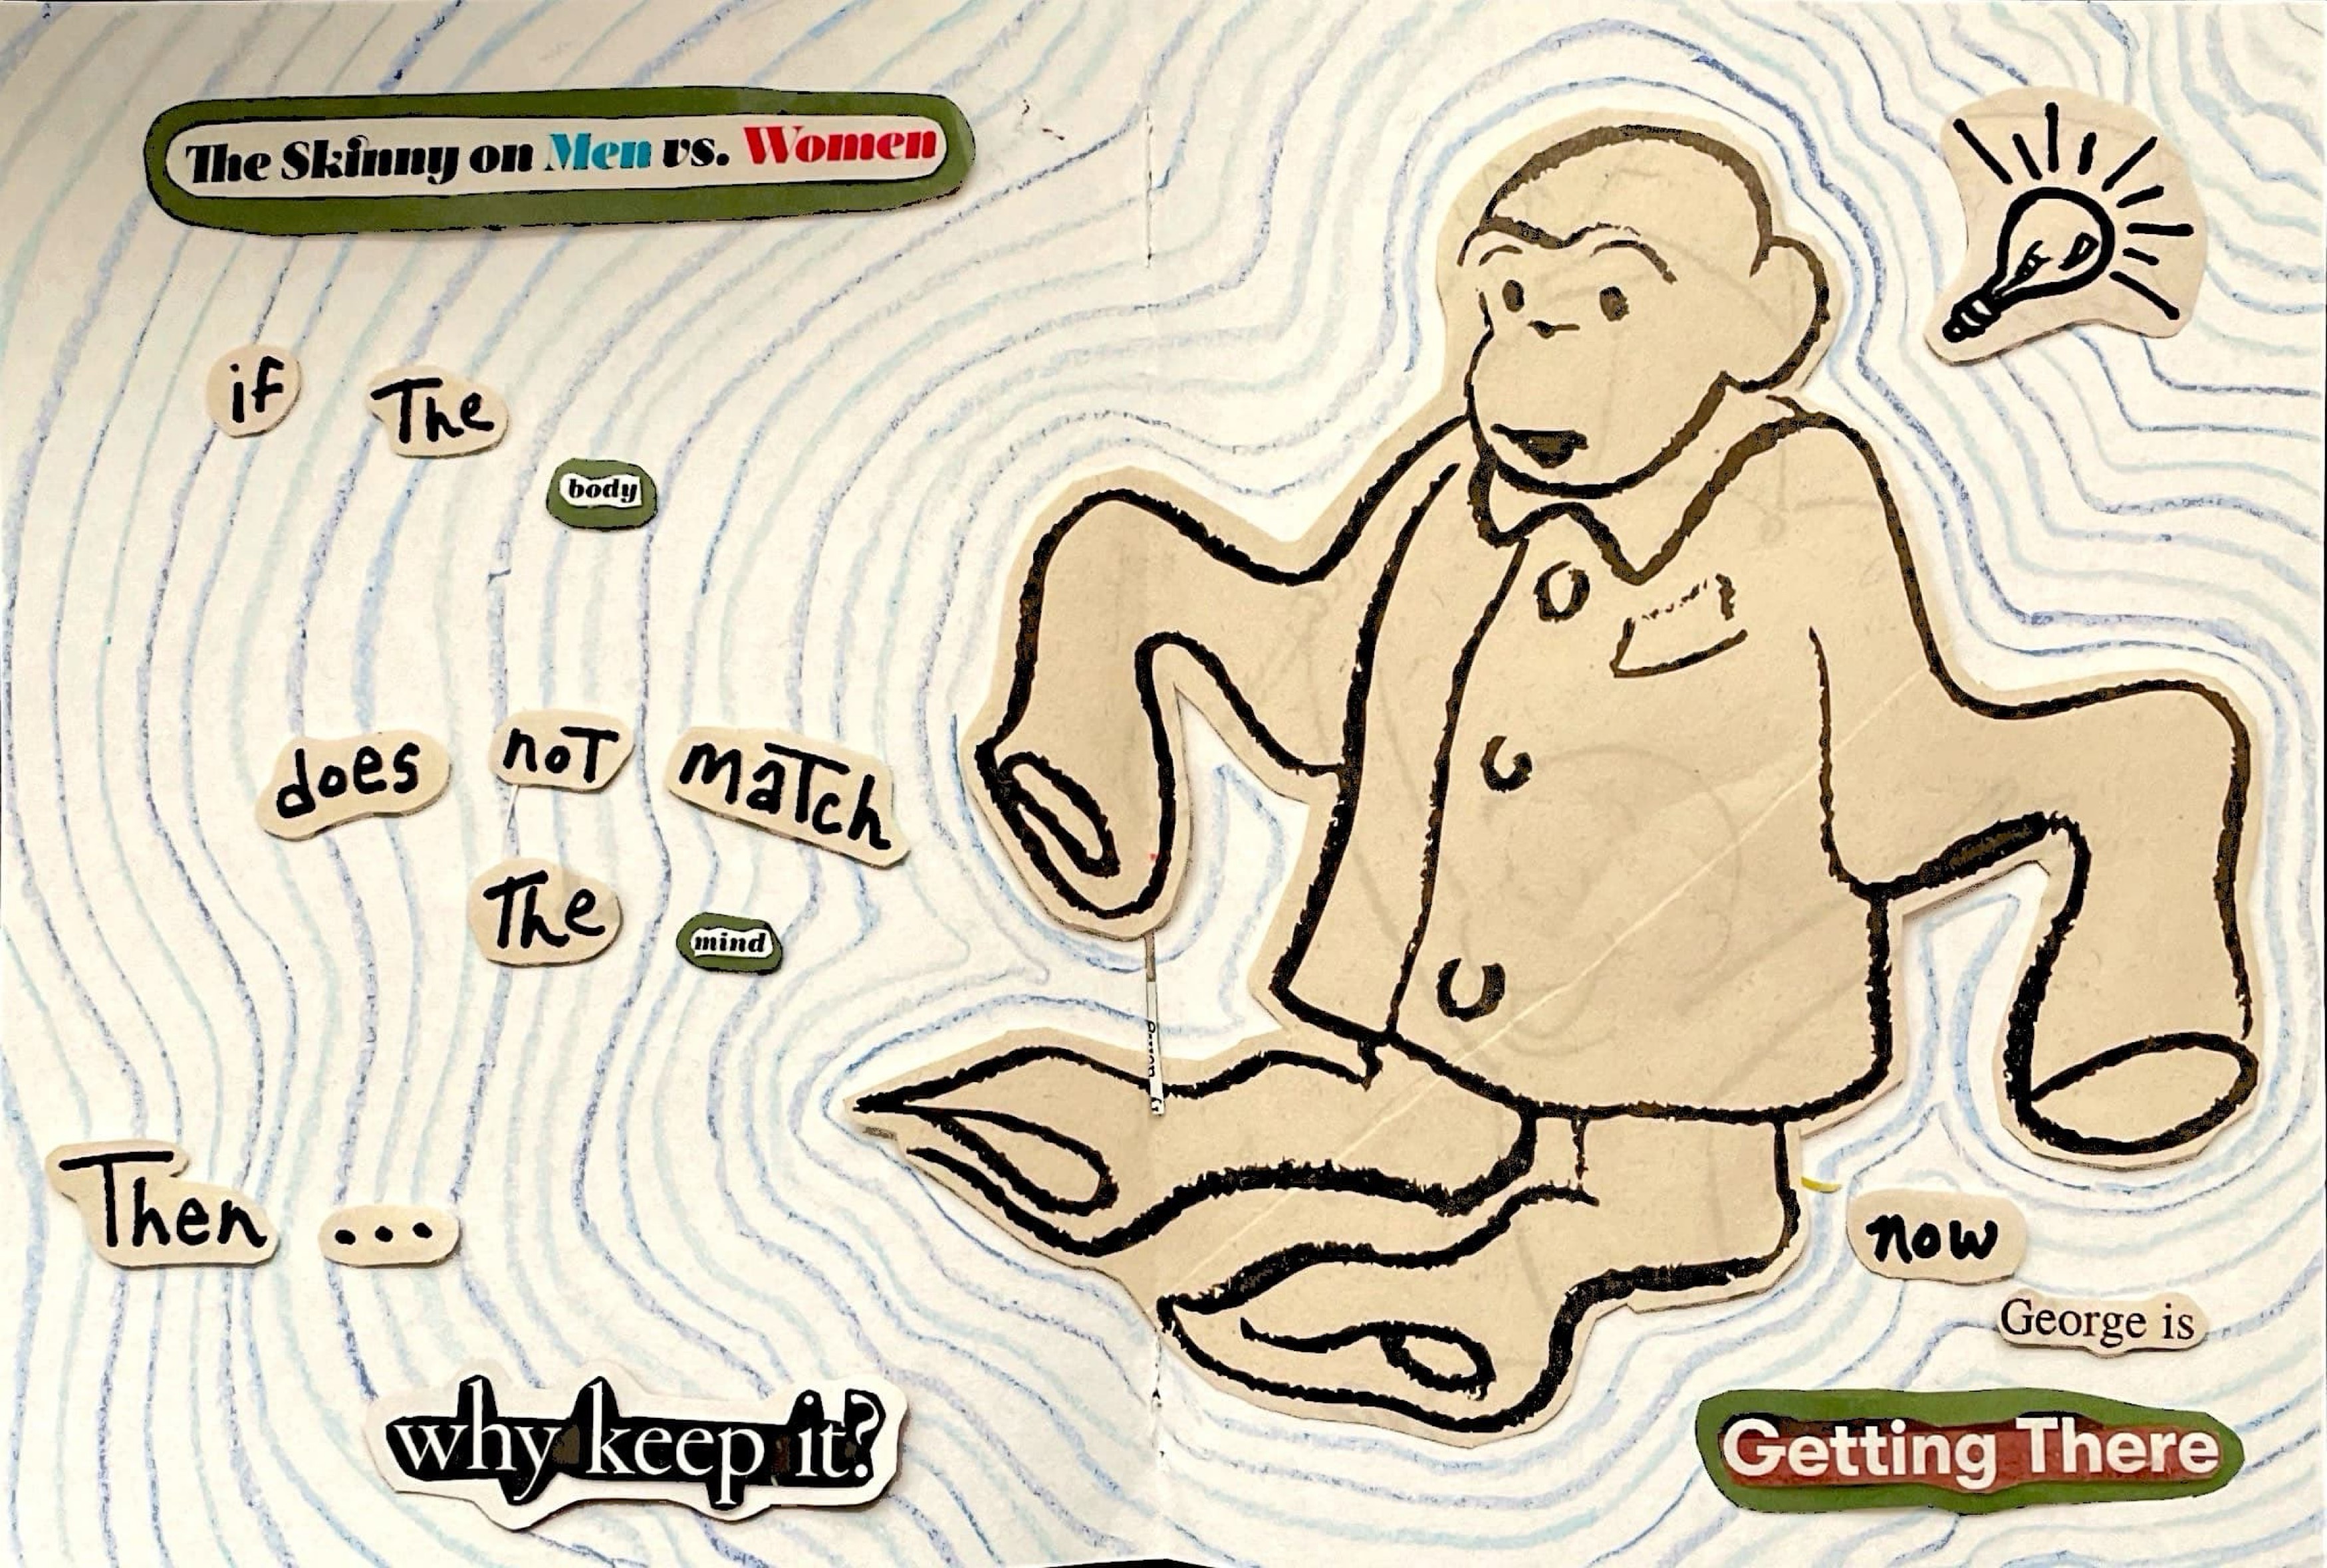 The Skinny on Men vs. Women
if The
body
does not match
The mind
Then ...
why keep it?
now
George is
Getting There